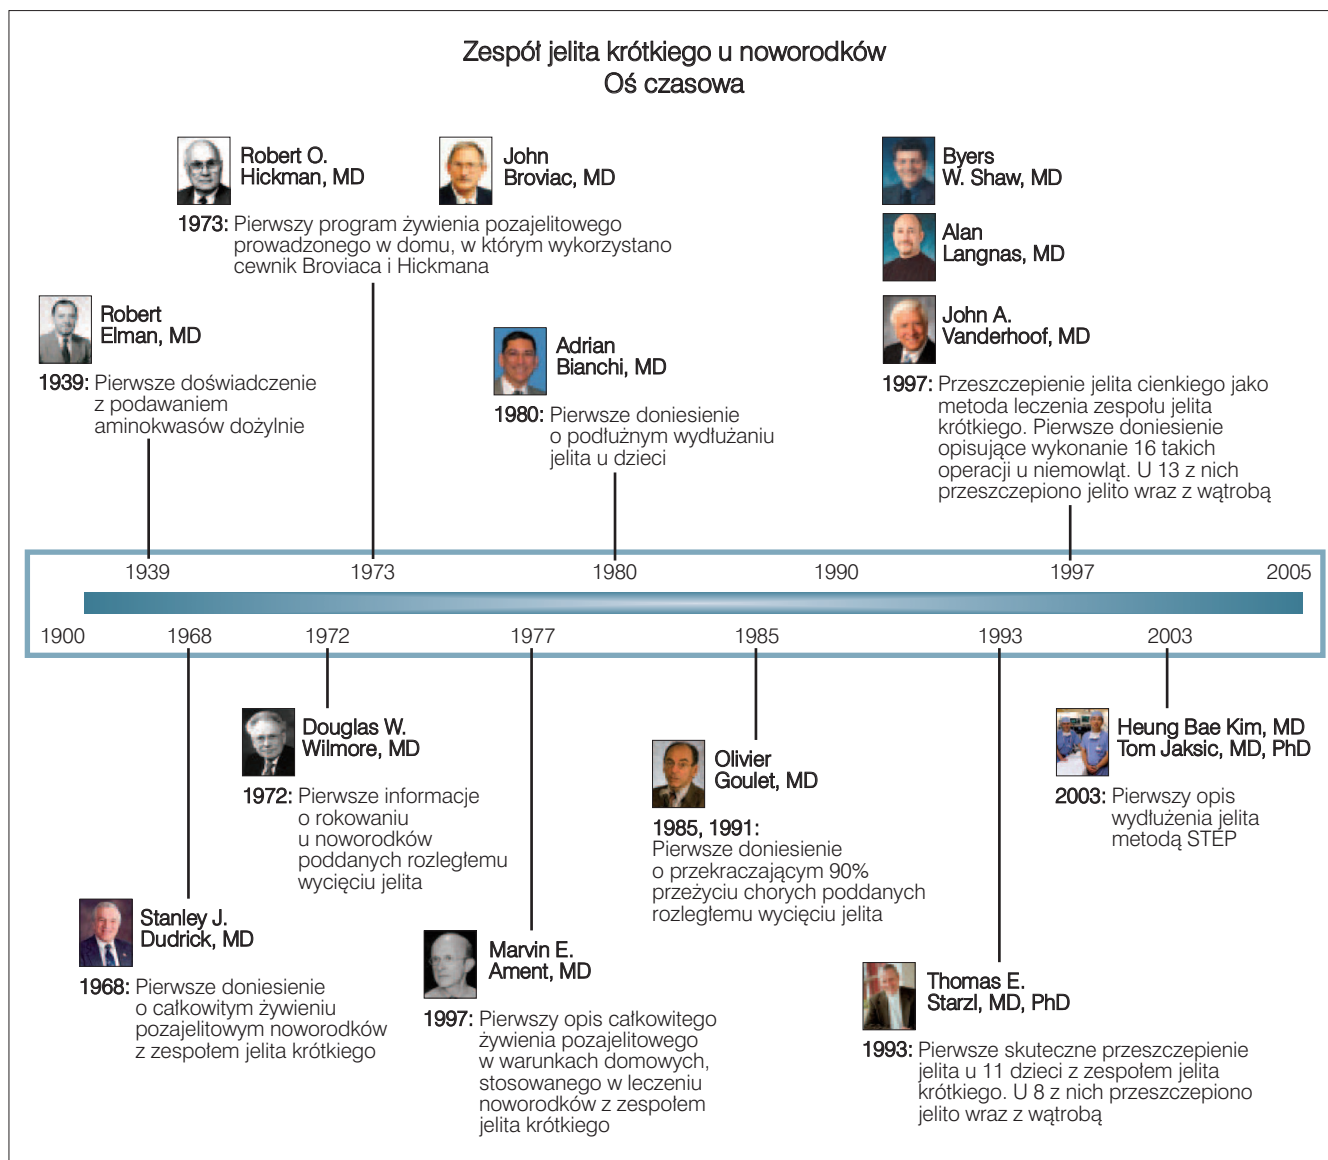 Zespół jelita krótkiego u noworodków
Oś czasowa
Robert O.
Hickman, MD
John
Broviac, MD
1973: Pierwszy program żywienia pozajelitowego
prowadzonego w domu, w którym wykorzystano
cewnik Broviaca i Hickmana
Byers
W. Shaw, MD
Alan
Langnas, MD
John A.
Vanderhoof, MD
1997: Przeszczepienie jelita cienkiego jako
metoda leczenia zespołu jelita
krótkiego. Pierwsze doniesienie
opisujące wykonanie 16 takich
operacji u niemowląt. U 13 z nich
przeszczepiono jelito wraz z wątrobą
Robert
Elman, MD
1939: Pierwsze doświadczenie
z podawaniem
aminokwasów dożylnie
Adrian
Bianchi, MD
1980: Pierwsze doniesienie
o podłużnym wydłużaniu
jelita u dzieci
1939 1973 1980 1990 1997 2005
1900 1968 1972 1977 1985 1993 2003
Douglas W.
Wilmore, MD
1972: Pierwsze informacje
o rokowaniu
u noworodków
poddanych rozległemu
wycięciu jelita
Olivier
Goulet, MD
1985, 1991:
Pierwsze doniesienie
o przekraczającym 90%
przeżyciu chorych poddanych
rozległemu wycięciu jelita
Heung Bae Kim, MD
Tom Jaksic, MD, PhD
2003: Pierwszy opis
wydłużenia jelita
metodą STEP
Stanley J.
Dudrick, MD
1968: Pierwsze doniesienie
o całkowitym żywieniu
pozajelitowym noworodków
z zespołem jelita krótkiego
Marvin E.
Ament, MD
1997: Pierwszy opis całkowitego
żywienia pozajelitowego
w warunkach domowych,
stosowanego w leczeniu
noworodków z zespołem
jelita krótkiego
Thomas E.
Starzl, MD, PhD
1993: Pierwsze skuteczne przeszczepienie
jelita u 11 dzieci z zespołem jelita
krótkiego. U 8 z nich przeszczepiono
jelito wraz z wątrobą